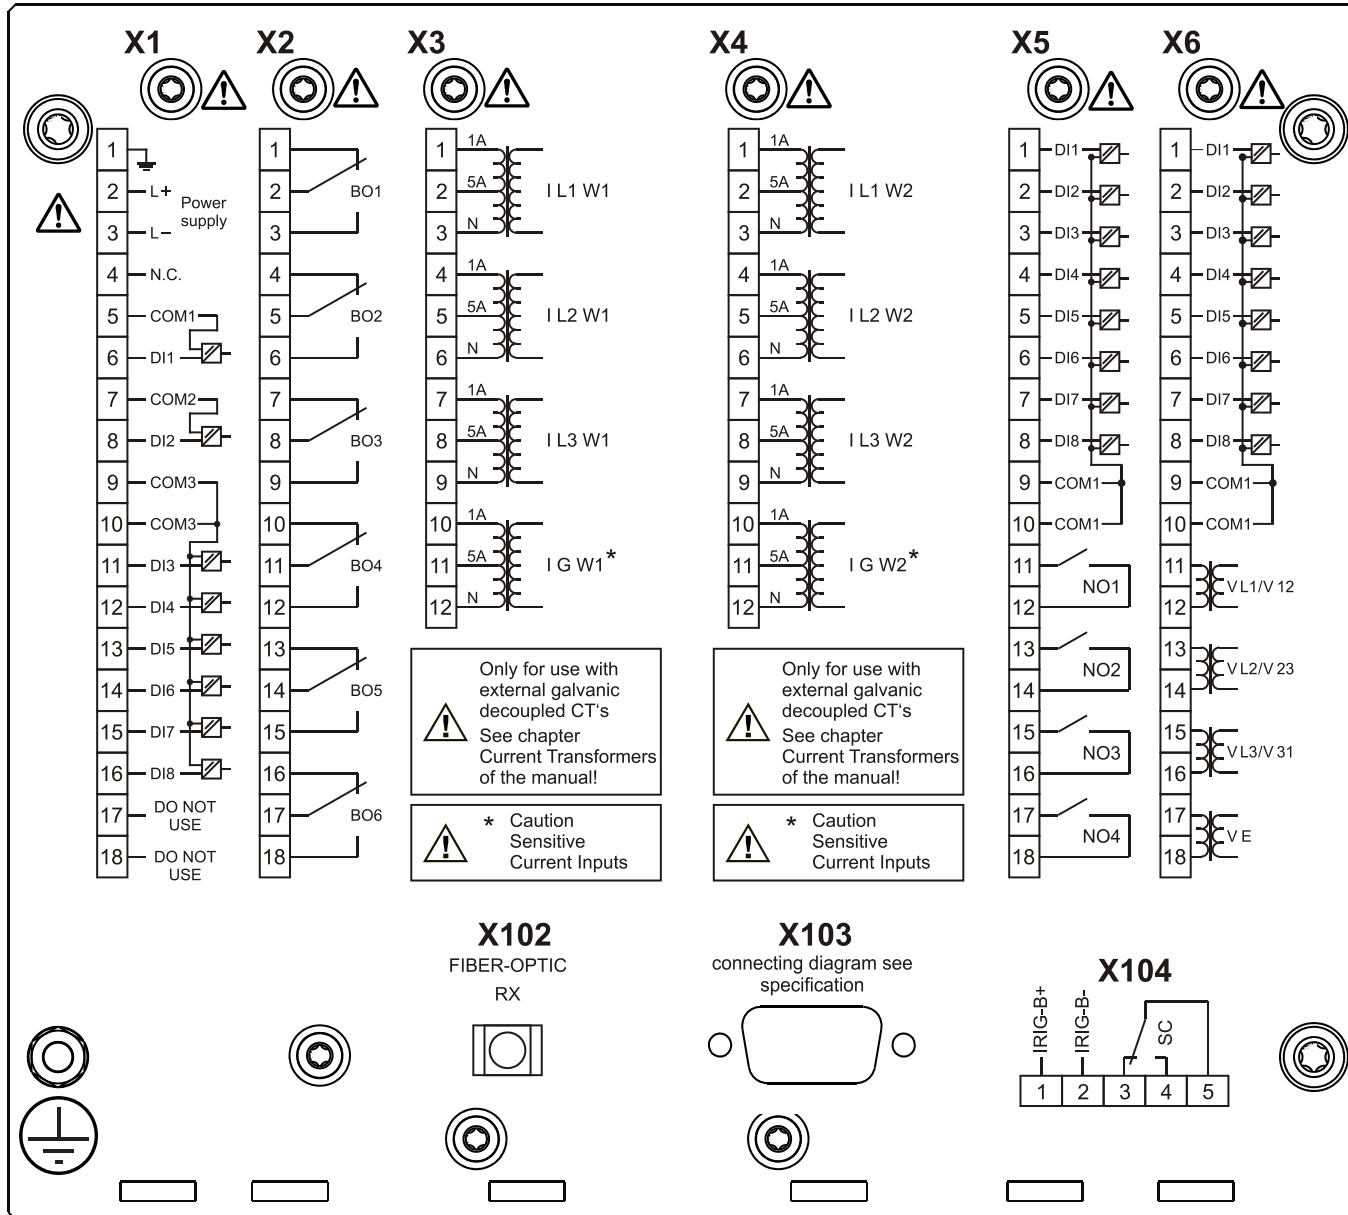 X1
1
2 L+
Power
supply
3 L-
4 N.C.
5 COM1
6 DI1
7 COM2
8 DI2
9 COM3
10 COM3
11 DI3
12 DI4
13 DI5
14 DI6
15 DI7
16 DI8
17 DO NOT
USE
18 DO NOT
USE
X2
1
2 BO1
3
4
5 BO2
6
7
8 BO3
9
10
11 BO4
12
13
14 BO5
15
16
17 BO6
18
X3
1 1A
2 5A I L1 W1
3 N
4 1A
5 5A I L2 W1
6 N
7 1A
8 5A I L3 W1
9 N
10 1A
11 5A I G W1*
12 N
Only for use with
external galvanic
decoupled CT‘s
See chapter
Current Transformers
of the manual!
* Caution
Sensitive
Current Inputs
X4
1 1A
2 5A I L1 W2
3 N
4 1A
5 5A I L2 W2
6 N
7 1A
8 5A I L3 W2
9 N
10 1A
11 5A I G W2*
12 N
Only for use with
external galvanic
decoupled CT‘s
See chapter
Current Transformers
of the manual!
* Caution
Sensitive
Current Inputs
X5
1 DI1
2 DI2
3 DI3
4 DI4
5 DI5
6 DI6
7 DI7
8 DI8
9 COM1
10 COM1
11
NO1
12
13
NO2
14
15
NO3
16
17
NO4
18
X6
1 DI1
2 DI2
3 DI3
4 DI4
5 DI5
6 DI6
7 DI7
8 DI8
9 COM1
10 COM1
11
V L1/V 12
12
13
V L2/V 23
14
15
V L3/V 31
16
17
V E
18
X102
FIBER-OPTIC
RX
X103
connecting diagram see
specification
X104
IRIG-B+
IRIG-B-
SC
1 2 3 4 5